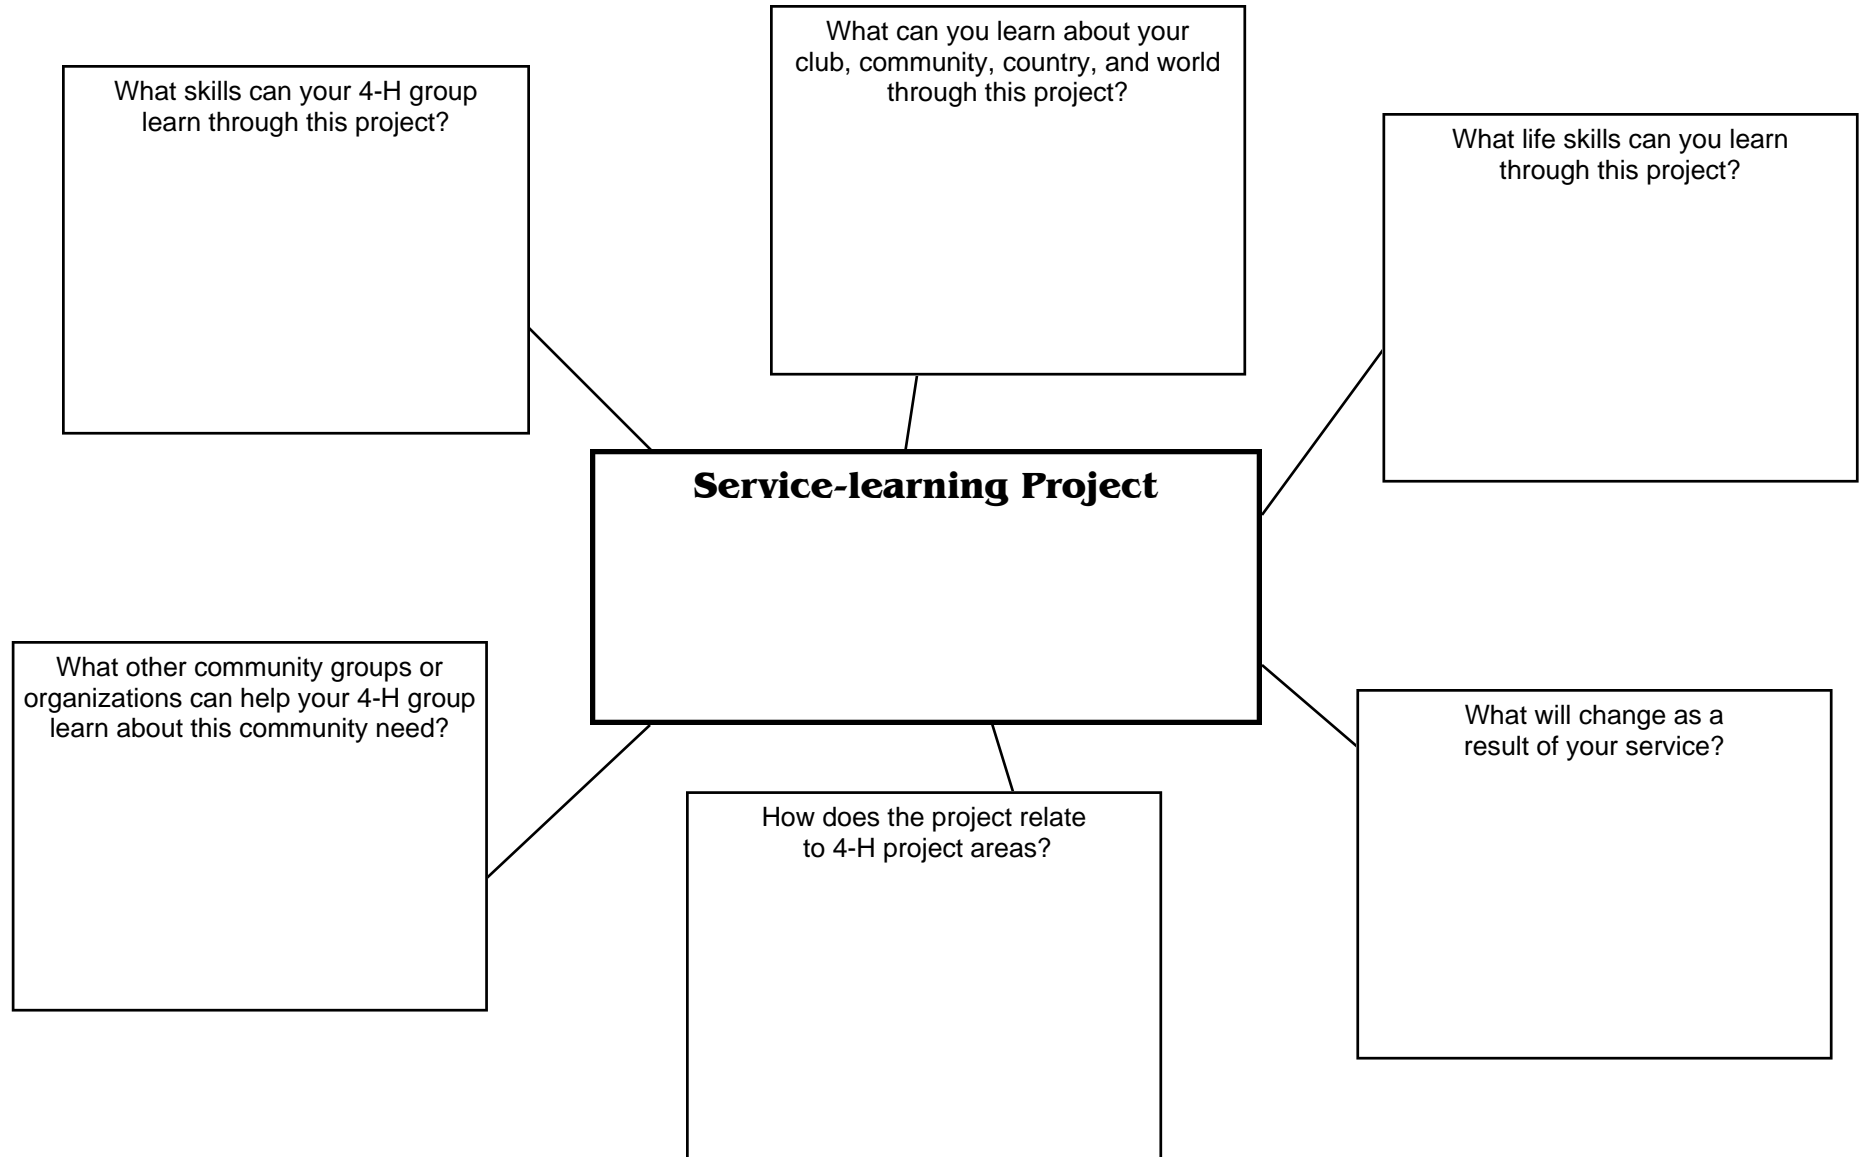 What skills can your 4-H group
learn through this project?
What can you learn about your
club, community, country, and world
through this project?
What life skills can you learn
through this project?
Service-learning Project
What other community groups or
organizations can help your 4-H group
learn about this community need?
How does the project relate
to 4-H project areas?
What will change as a
result of your service?